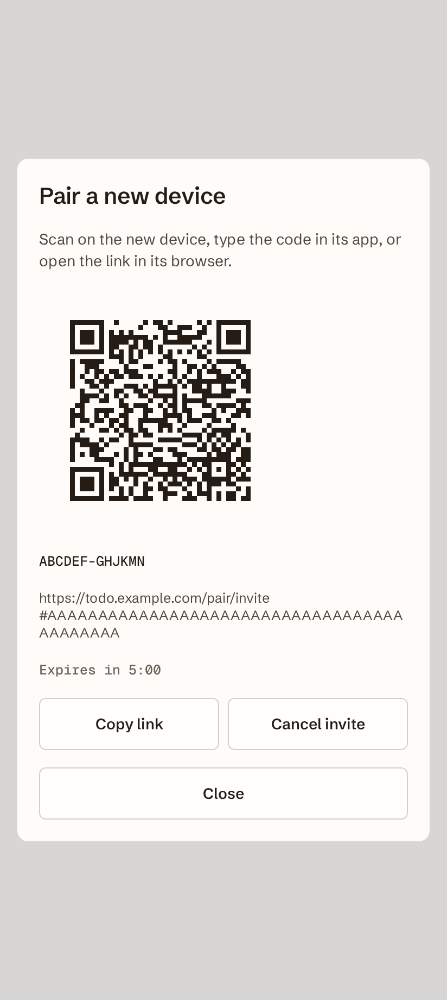 Pair a new device
Scan on the new device, type the code in its app, or
open the link in its browser.
ABCDEF-GHJKMN
https://todo.example.com/pair/invite
#AAAAAAAAAAAAAAAAAAAAAAAAAAAAAAAAAAA
AAAAAAAA
Expires in 5:00
Copy link
Cancel invite
Close